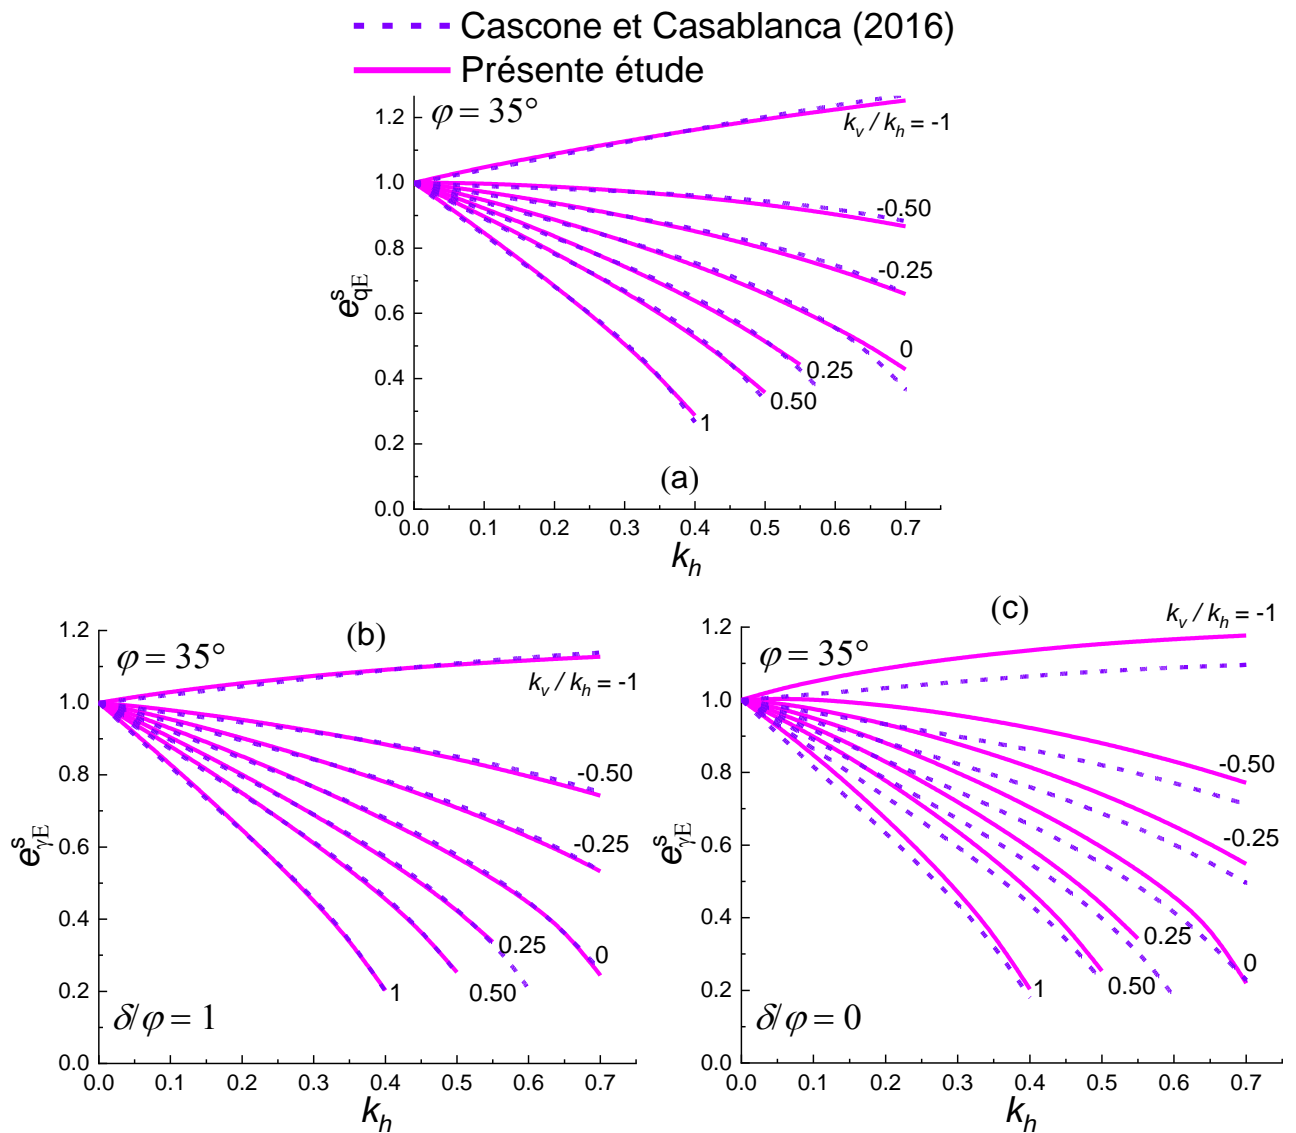 Cascone et Casablanca (2016)
Présente étude
φ = 35°
k_v / k_h = -1
1.2
1.0
0.8
0.6
0.4
0.2
0.0
e^s_qE
-0.50
-0.25
0
0.25
0.50
1
(a)
0.0 0.1 0.2 0.3 0.4 0.5 0.6 0.7
k_h
(b)
φ = 35°
k_v / k_h = -1
1.2
1.0
0.8
0.6
0.4
0.2
0.0
e^s_γE
-0.50
-0.25
0
0.25
0.50
1
δ/φ = 1
0.0 0.1 0.2 0.3 0.4 0.5 0.6 0.7
k_h
(c)
k_v / k_h = -1
φ = 35°
1.2
1.0
0.8
0.6
0.4
0.2
0.0
e^s_γE
-0.50
-0.25
0.25
0
0.50
1
δ/φ = 0
0.0 0.1 0.2 0.3 0.4 0.5 0.6 0.7
k_h